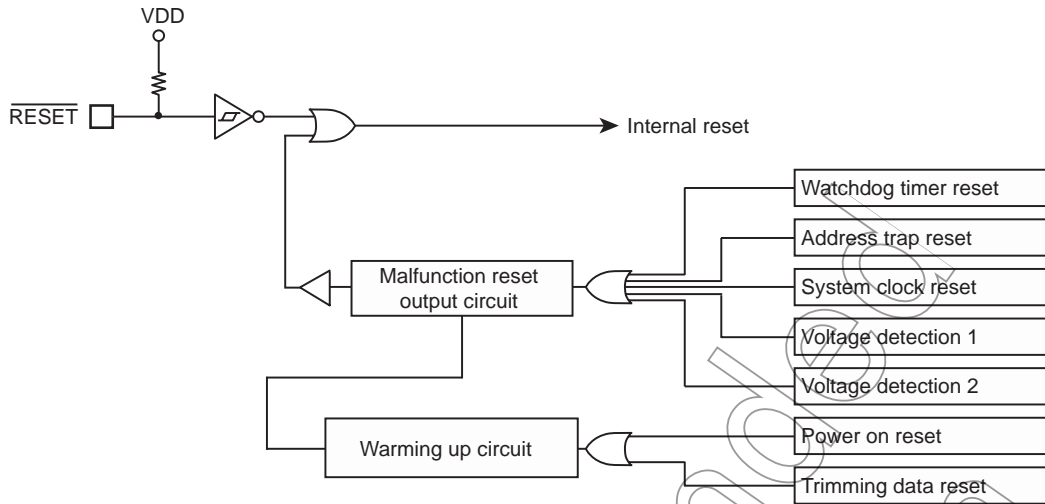 VDD
RESET
Internal reset
Watchdog timer reset
Address trap reset
Malfunction reset
output circuit
System clock reset
Voltage detection 1
Voltage detection 2
Warming up circuit
Power on reset
Trimming data reset